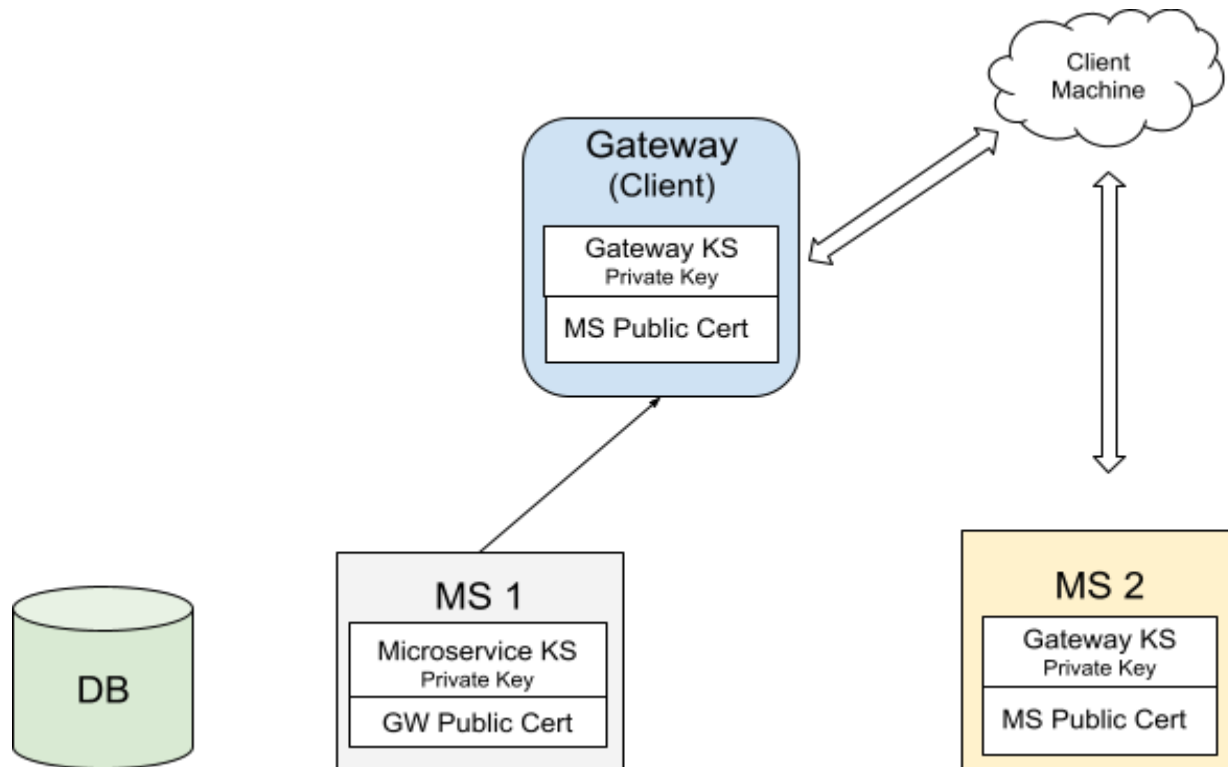 Client
Machine
Gateway
(Client)
Gateway KS
Private Key
MS Public Cert
MS 1
Microservice KS
Private Key
GW Public Cert
MS 2
Gateway KS
Private Key
MS Public Cert
DB